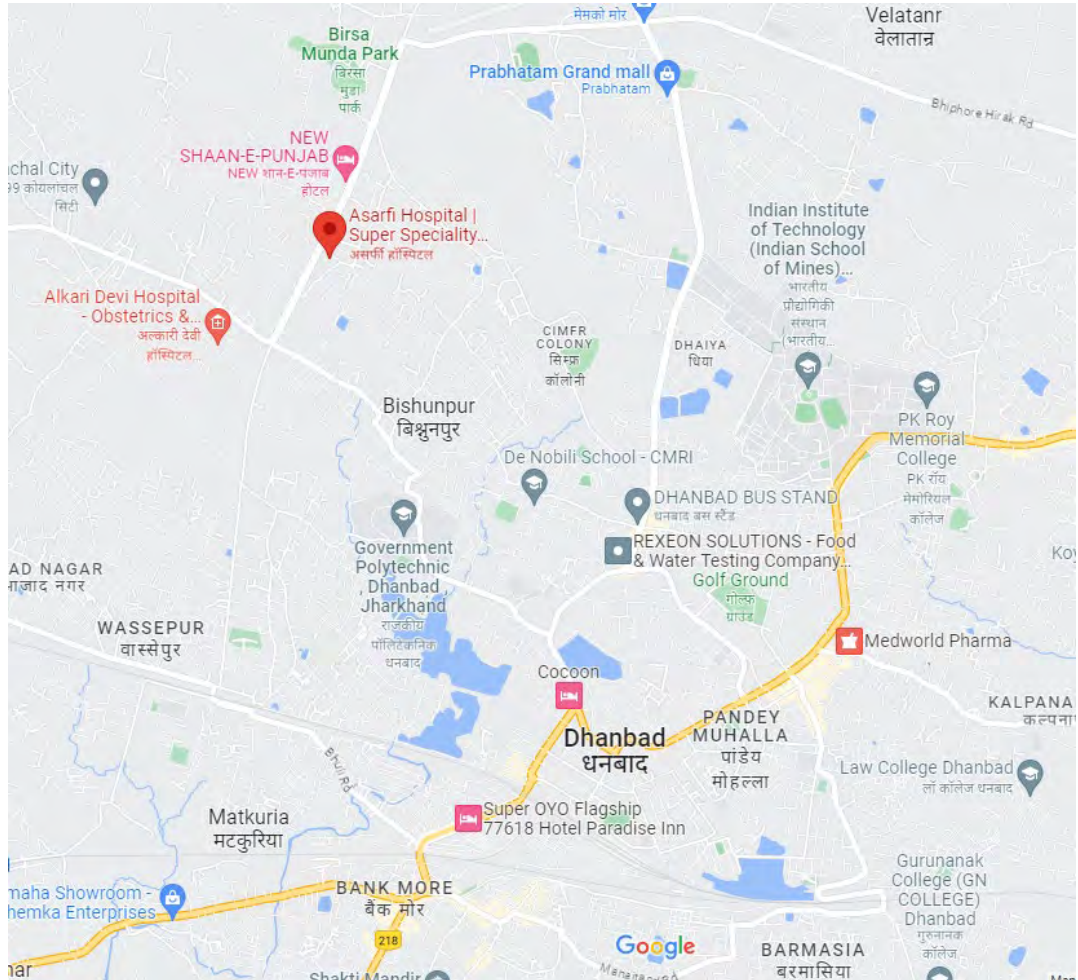 मेमको मोर
Velatanr
वेलातान्र
Birsa
Munda Park
बिरसा
मुंडा
पार्क
Prabhatam Grand mall
Prabhatam
Bhiphore Hirak Rd
NEW
SHAAN-E-PUNJAB
NEW शान-E-पंजाब
होटल
chal City
99 कोयलांचल
सिटी
Asarfi Hospital |
Super Speciality...
असर्फी हॉस्पिटल
Indian Institute
of Technology
(Indian School
of Mines)...
भारतीय
प्रौद्योगिकी
संस्थान
(भारतीय...
Alkari Devi Hospital
- Obstetrics &...
अल्कारी देवी
हॉस्पिटल...
CIMFR
COLONY
सिम्फ्र
कॉलोनी
DHAIYA
धिया
Bishunpur
बिश्नुनपुर
PK Roy
Memorial
College
PK रॉय
मेमोरियल
कॉलेज
De Nobili School - CMRI
DHANBAD BUS STAND
धनबाद बस स्टैंड
REXEON SOLUTIONS - Food
& Water Testing Company...
Government
Polytechnic
Dhanbad ,
Jharkhand
राजकीय
पॉलिटेकनिक
धनबाद
Golf Ground
गोल्फ
ग्राउंड
Koy
AD NAGAR
आजाद नगर
WASSEPUR
वास्सेपुर
Medworld Pharma
Cocoon
KALPANA
कल्पना
PANDEY
MUHALLA
पांडेय
मोहल्ला
Dhanbad
धनबाद
Law College Dhanbad
लॉ कॉलेज धनबाद
Bhuli Rd
Matkuria
मटकुरिया
Super OYO Flagship
77618 Hotel Paradise Inn
Gurunanak
College (GN
COLLEGE)
Dhanbad
गुरुनानक
कॉलेज
maha Showroom -
hemka Enterprises
BANK MORE
बैंक मोर
218
Google
BARMASIA
बरमासिया
nar
Shakti Mandir